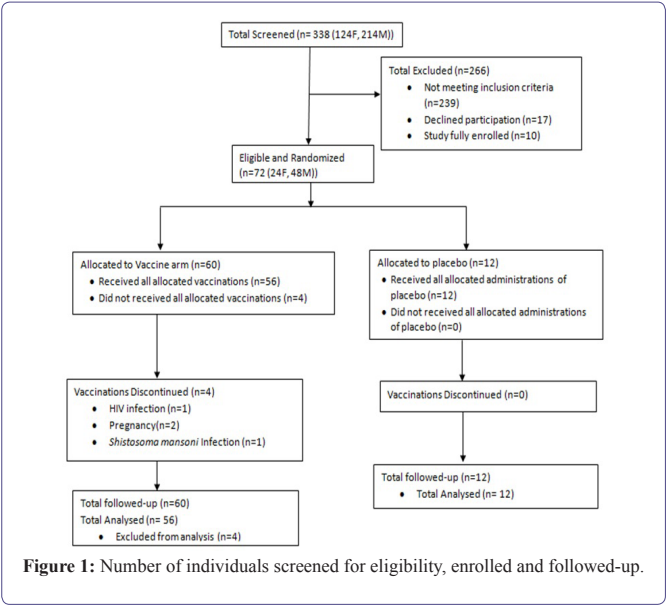 Total Screened (n= 338 (124F, 214M))
Total Excluded (n=266)
• Not meeting inclusion criteria
(n=239)
• Declined participation (n=17)
• Study fully enrolled (n=10)
Eligible and Randomized
(n=72 (24F, 48M))
Allocated to Vaccine arm (n=60)
• Received all allocated vaccinations (n=56)
• Did not received all allocated vaccinations (n=4)
Allocated to placebo (n=12)
• Received all allocated administrations of
placebo (n=12)
• Did not received all allocated administrations
of placebo (n=0)
Vaccinations Discontinued (n=4)
• HIV infection (n=1)
• Pregnancy(n=2)
• Shistosoma mansoni Infection (n=1)
Vaccinations Discontinued (n=0)
Total followed-up (n=60)
Total Analysed (n= 56)
• Excluded from analysis (n=4)
Total followed-up (n=12)
• Total Analysed (n= 12)
Figure 1: Number of individuals screened for eligibility, enrolled and followed-up.